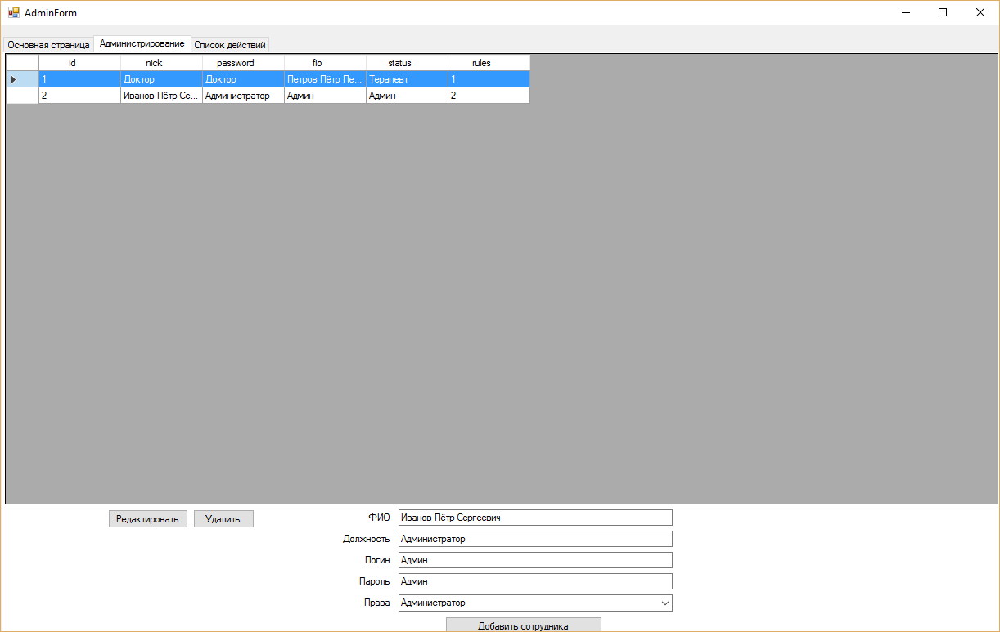 AdminForm
Основная страница Администрирование Список действий
id nick password fio status rules
1 Доктор Доктор Петров Пётр Пе... Терапевт 1
2 Иванов Пётр Се... Администратор Админ Админ 2
Редактировать Удалить ФИО Иванов Пётр Сергеевич
Должность Администратор
Логин Админ
Пароль Админ
Права Администратор
Добавить сотрудника